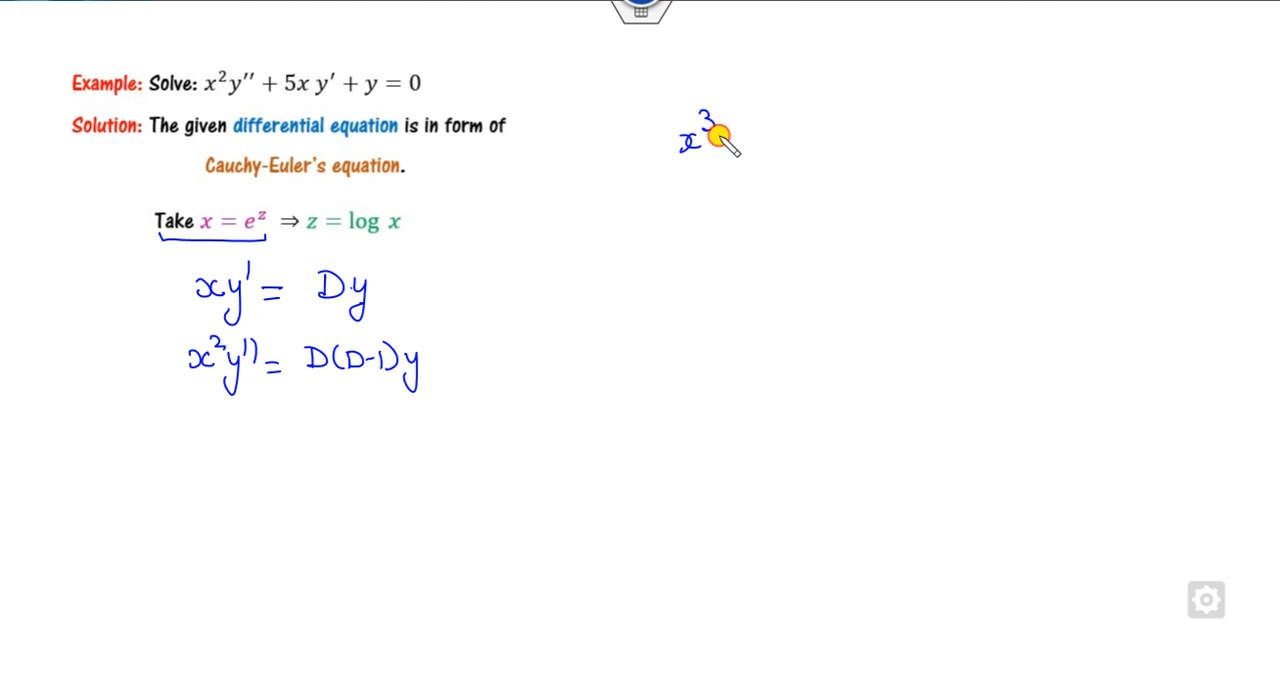 Example: Solve: x²y″ + 5x y′ + y = 0
Solution: The given differential equation is in form of
Cauchy-Euler's equation.
Take x = e^z ⇒ z = log x
xy' = Dy
x²y'' = D(D-1)y
x³